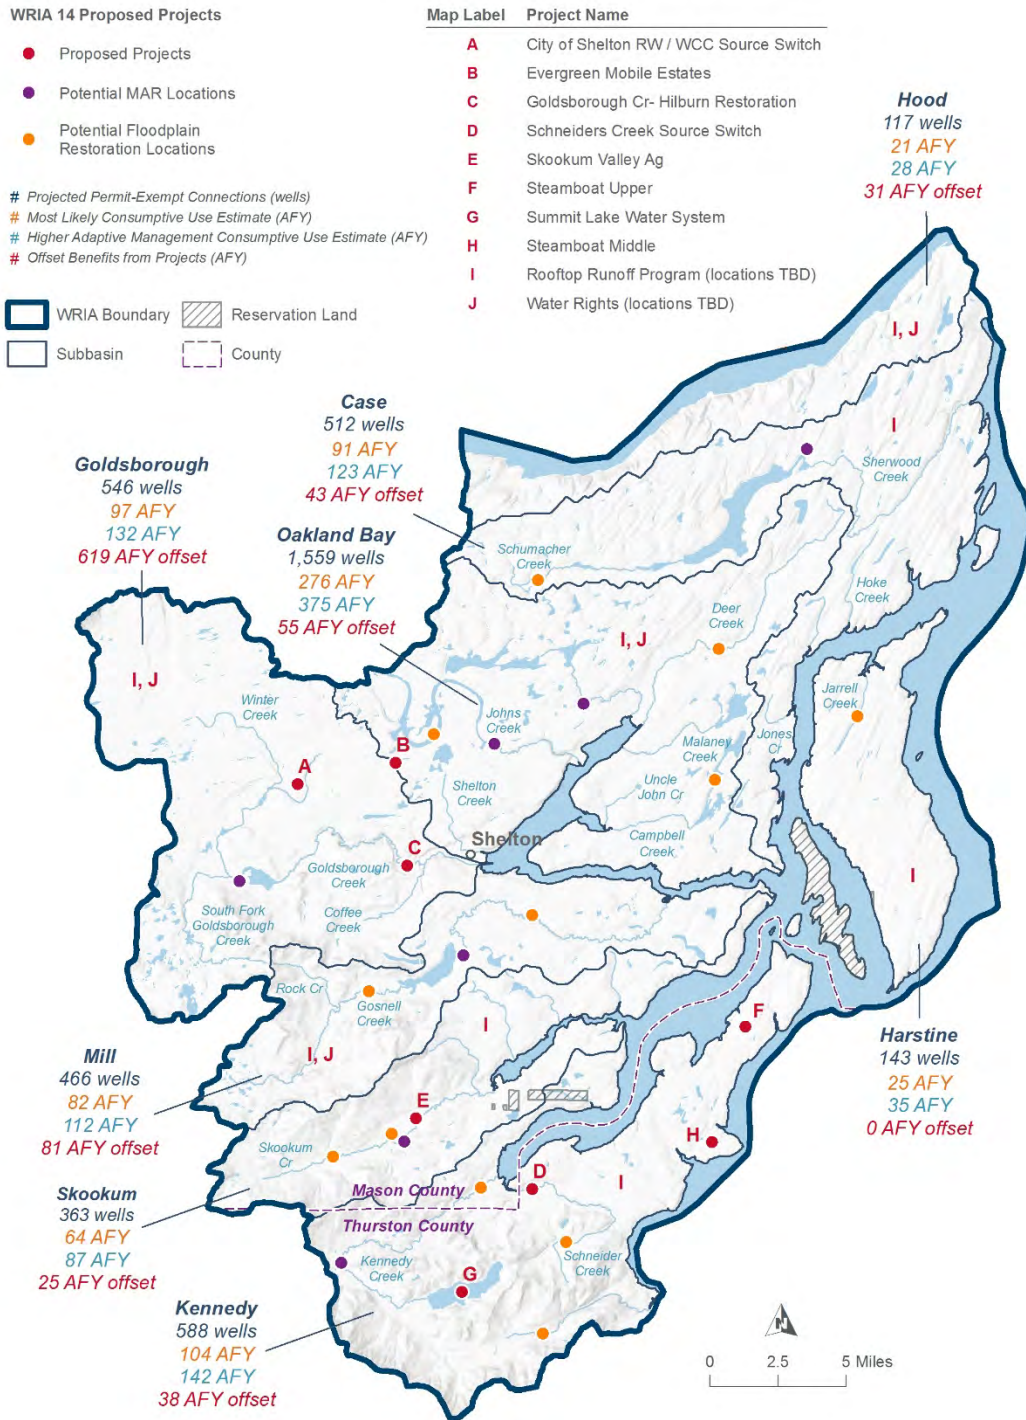 WRIA 14 Proposed Projects
Proposed Projects
Potential MAR Locations
Potential Floodplain
Restoration Locations
# Projected Permit-Exempt Connections (wells)
# Most Likely Consumptive Use Estimate (AFY)
# Higher Adaptive Management Consumptive Use Estimate (AFY)
# Offset Benefits from Projects (AFY)
WRIA Boundary
Reservation Land
Subbasin
County
Map Label Project Name
A City of Shelton RW / WCC Source Switch
B Evergreen Mobile Estates
C Goldsborough Cr- Hilburn Restoration
D Schneiders Creek Source Switch
E Skookum Valley Ag
F Steamboat Upper
G Summit Lake Water System
H Steamboat Middle
I Rooftop Runoff Program (locations TBD)
J Water Rights (locations TBD)
Hood
117 wells
21 AFY
28 AFY
31 AFY offset
I, J
Case
512 wells
91 AFY
123 AFY
43 AFY offset
I
Sherwood
Creek
Goldsborough
546 wells
97 AFY
132 AFY
619 AFY offset
Oakland Bay
1,559 wells
276 AFY
375 AFY
55 AFY offset
Schumacher
Creek
Hoke
Creek
Deer
Creek
I, J
I, J
Winter
Creek
Jarrell
Creek
Johns
Creek
B
Malaney
Creek
Jones
Cr
A
Uncle
John Cr
Shelton
Creek
Shelton
Campbell
Creek
C
Goldsborough
Creek
I
South Fork
Goldsborough
Creek
Coffee
Creek
Rock Cr
Gosnell
Creek
F
I
I, J
Harstine
143 wells
25 AFY
35 AFY
0 AFY offset
Mill
466 wells
82 AFY
112 AFY
81 AFY offset
E
H
Skookum
Cr
D
I
Mason County
Thurston County
Skookum
363 wells
64 AFY
87 AFY
25 AFY offset
Kennedy
Creek
Schneider
Creek
G
Kennedy
588 wells
104 AFY
142 AFY
38 AFY offset
N
0 2.5 5 Miles